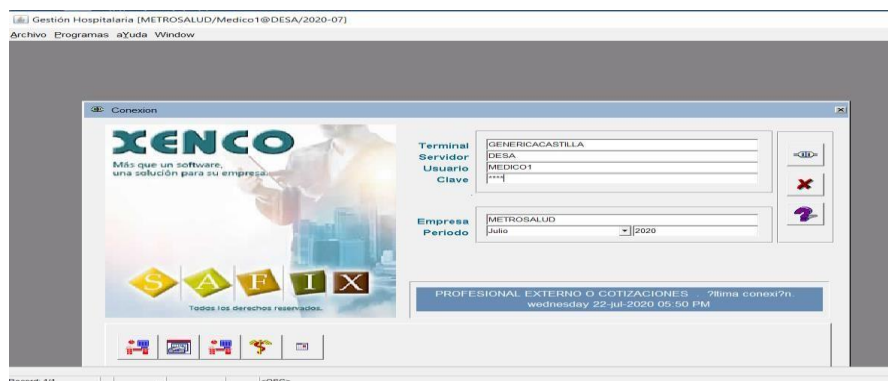 Gestión Hospitalaria [METROSALUD/Medico1@DESA/2020-07]
Archivo Programas aYuda Window
Conexion
XENCO
Más que un software,
una solución para su empresa.
SAFIX
Todos los derechos reservados.
Terminal GENERICACASTILLA
Servidor DESA
Usuario MEDICO1
Clave ****
Empresa METROSALUD
Periodo Julio 2020
PROFESIONAL EXTERNO O COTIZACIONES . ?ltima conexi?n.
wednesday 22-jul-2020 05:50 PM
Record: 1/1 <OSC>